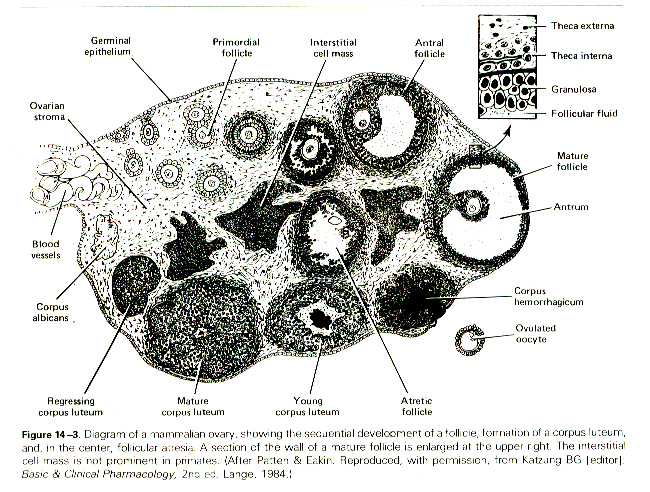 Germinal
epithelium
Primordial
follicle
Interstitial
cell mass
Antral
follicle
Theca externa
Theca interna
Granulosa
Follicular fluid
Ovarian
stroma
Mature
follicle
Antrum
Blood
vessels
Corpus
albicans
Corpus
hemorrhagicum
Ovulated
oocyte
Regressing
corpus luteum
Mature
corpus luteum
Young
corpus luteum
Atretic
follicle
Figure 14–3. Diagram of a mammalian ovary, showing the sequential development of a follicle, formation of a corpus luteum,
and, in the center, follicular atresia. A section of the wall of a mature follicle is enlarged at the upper right. The interstitial
cell mass is not prominent in primates. (After Patten & Eakin. Reproduced, with permission, from Katzung BG [editor]:
Basic & Clinical Pharmacology, 2nd ed. Lange, 1984.)